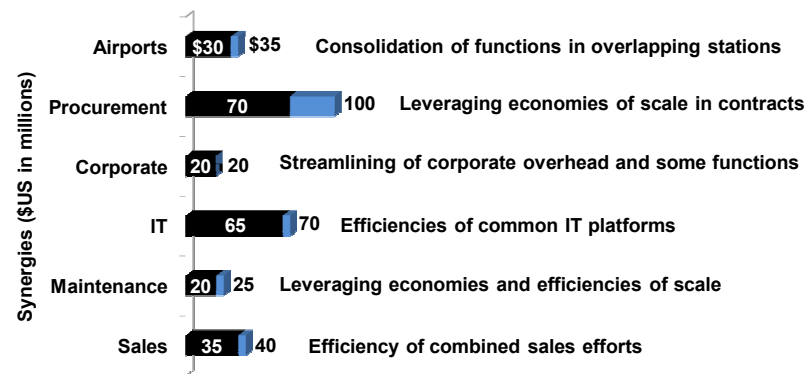 Synergies ($US in millions)
Airports $30 $35 Consolidation of functions in overlapping stations
Procurement 70 100 Leveraging economies of scale in contracts
Corporate 20 20 Streamlining of corporate overhead and some functions
IT 65 70 Efficiencies of common IT platforms
Maintenance 20 25 Leveraging economies and efficiencies of scale
Sales 35 40 Efficiency of combined sales efforts